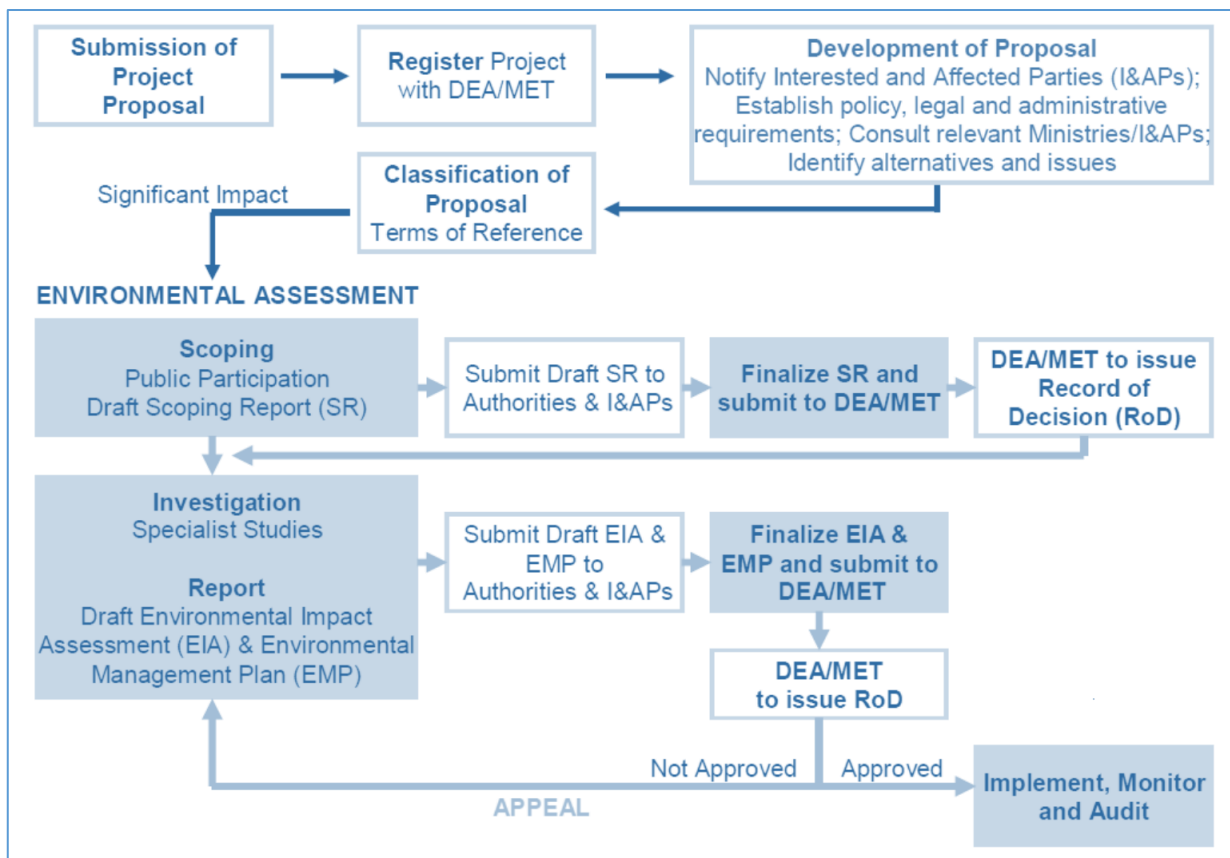 Submission of
Project
Proposal
Register Project
with DEA/MET
Development of Proposal
Notify Interested and Affected Parties (I&APs);
Establish policy, legal and administrative
requirements; Consult relevant Ministries/I&APs;
Identify alternatives and issues
Significant Impact
Classification of
Proposal
Terms of Reference
ENVIRONMENTAL ASSESSMENT
Scoping
Public Participation
Draft Scoping Report (SR)
Submit Draft SR to
Authorities & I&APs
Finalize SR and
submit to DEA/MET
DEA/MET to issue
Record of
Decision (RoD)
Investigation
Specialist Studies
Report
Draft Environmental Impact
Assessment (EIA) & Environmental
Management Plan (EMP)
Submit Draft EIA &
EMP to
Authorities & I&APs
Finalize EIA &
EMP and submit to
DEA/MET
DEA/MET
to issue RoD
Not Approved
Approved
APPEAL
Implement, Monitor
and Audit